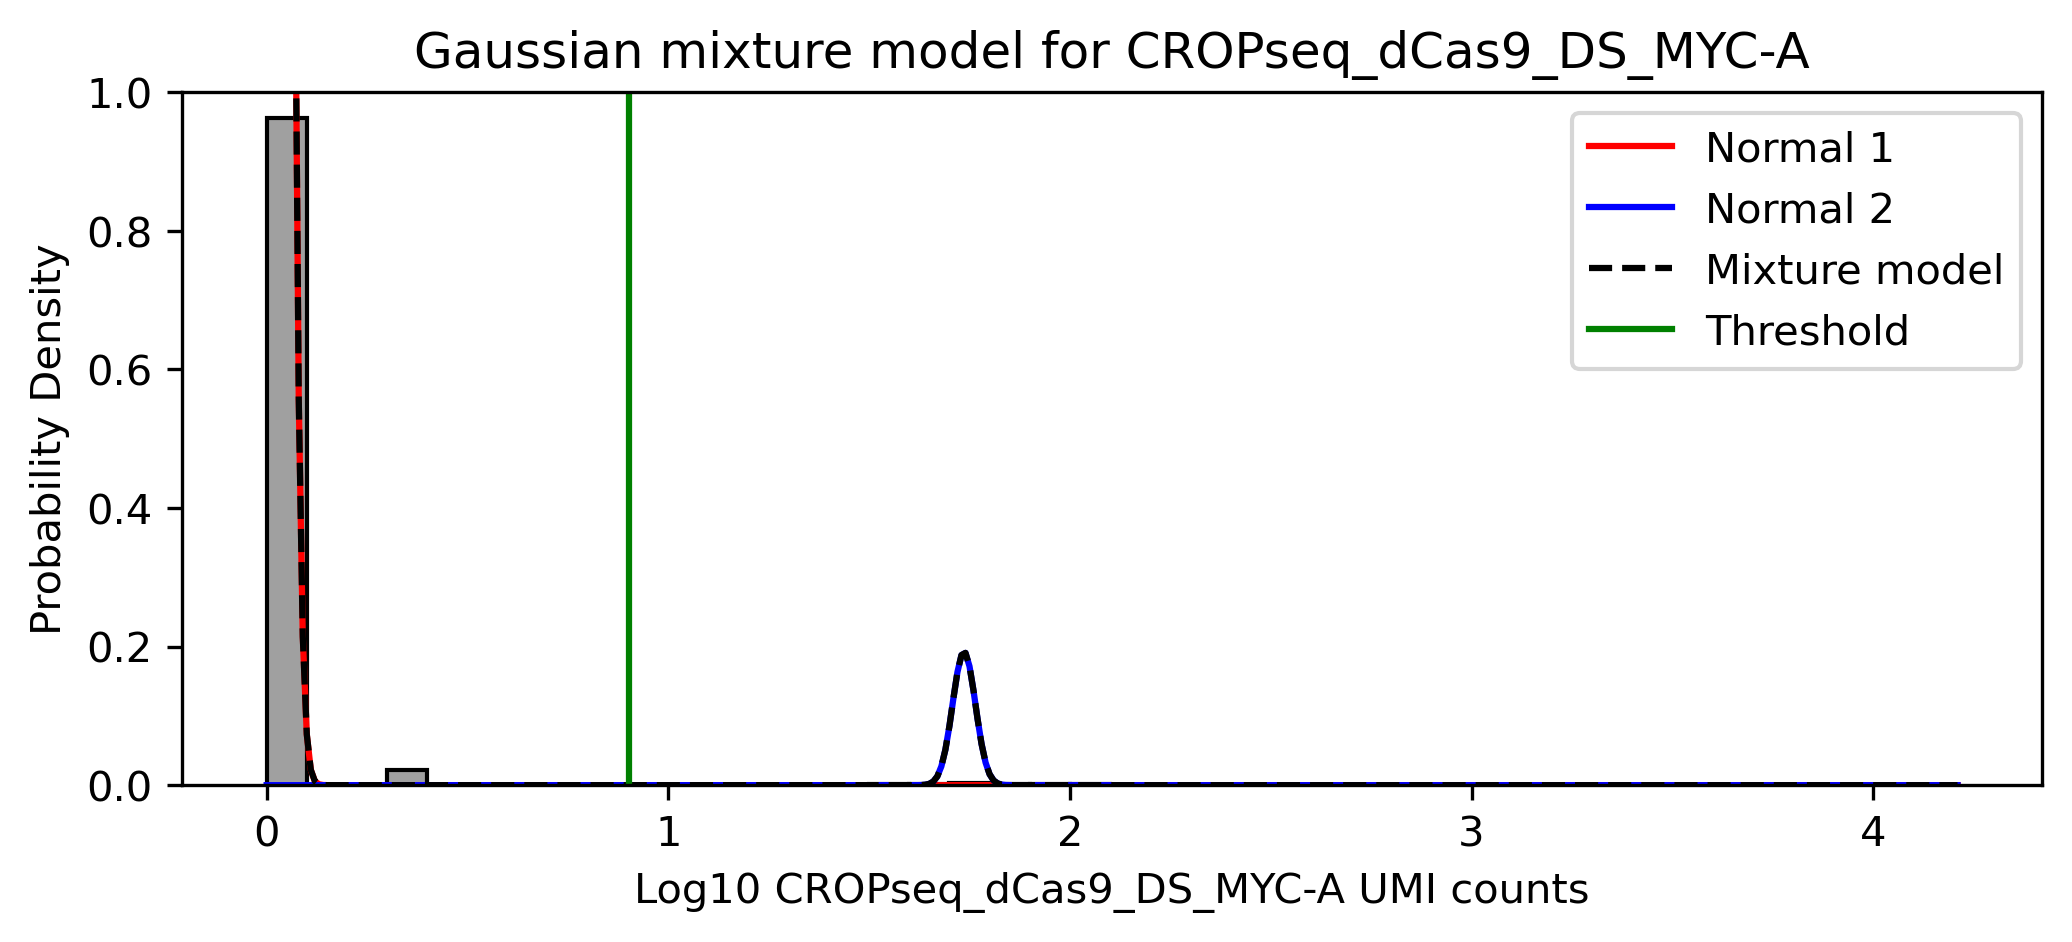 Gaussian mixture model for CROPseq_dCas9_DS_MYC-A
1.0
0.8
0.6
0.4
0.2
0.0
Probability Density
Normal 1
Normal 2
Mixture model
Threshold
0 1 2 3 4
Log10 CROPseq_dCas9_DS_MYC-A UMI counts